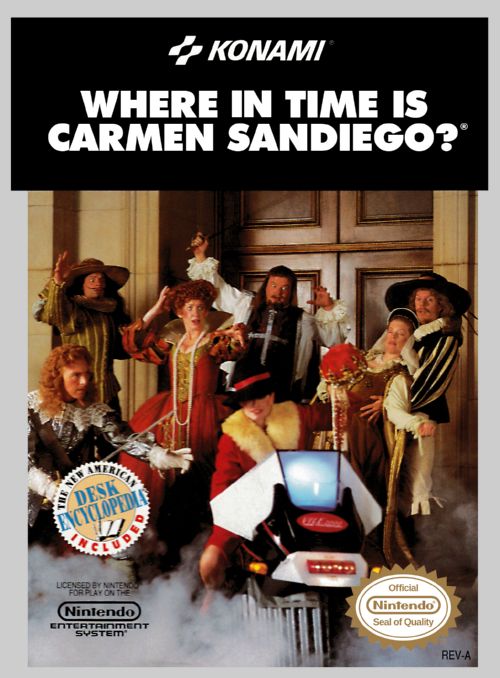 KONAMI®
WHERE IN TIME IS
CARMEN SANDIEGO?®
THE NEW AMERICAN
DESK
ENCYCLOPEDIA
INCLUDED
LICENSED BY NINTENDO
FOR PLAY ON THE
Nintendo®
ENTERTAINMENT
SYSTEM®
Official
Nintendo®
Seal of Quality
REV-A